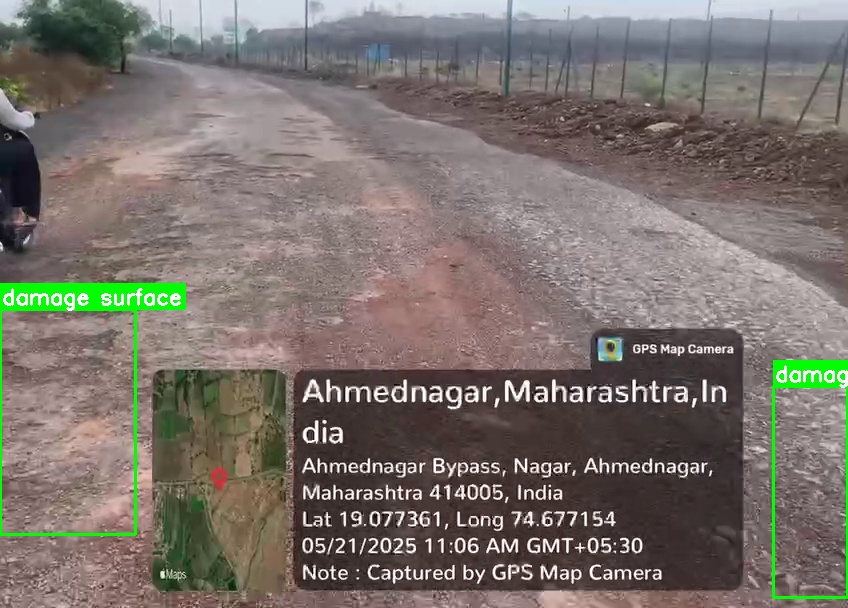 damage surface
damag
GPS Map Camera
Ahmednagar,Maharashtra,In
dia
Ahmednagar Bypass, Nagar, Ahmednagar,
Maharashtra 414005, India
Lat 19.077361, Long 74.677154
05/21/2025 11:06 AM GMT+05:30
Note : Captured by GPS Map Camera
Maps